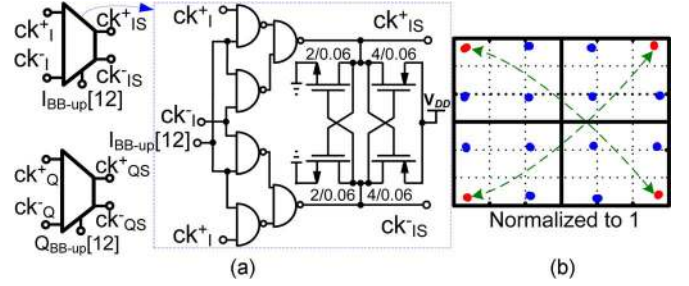 ck+I
ck+IS
ck-I
ck-IS
IBB-up[12]
ck+Q
ck+QS
ck-Q
ck-QS
QBB-up[12]
ck+I
ck+IS
2/0.06 4/0.06
ck-I
IBB-up[12]
VDD
2/0.06 4/0.06
ck+I
ck-IS
(a)
Normalized to 1
(b)